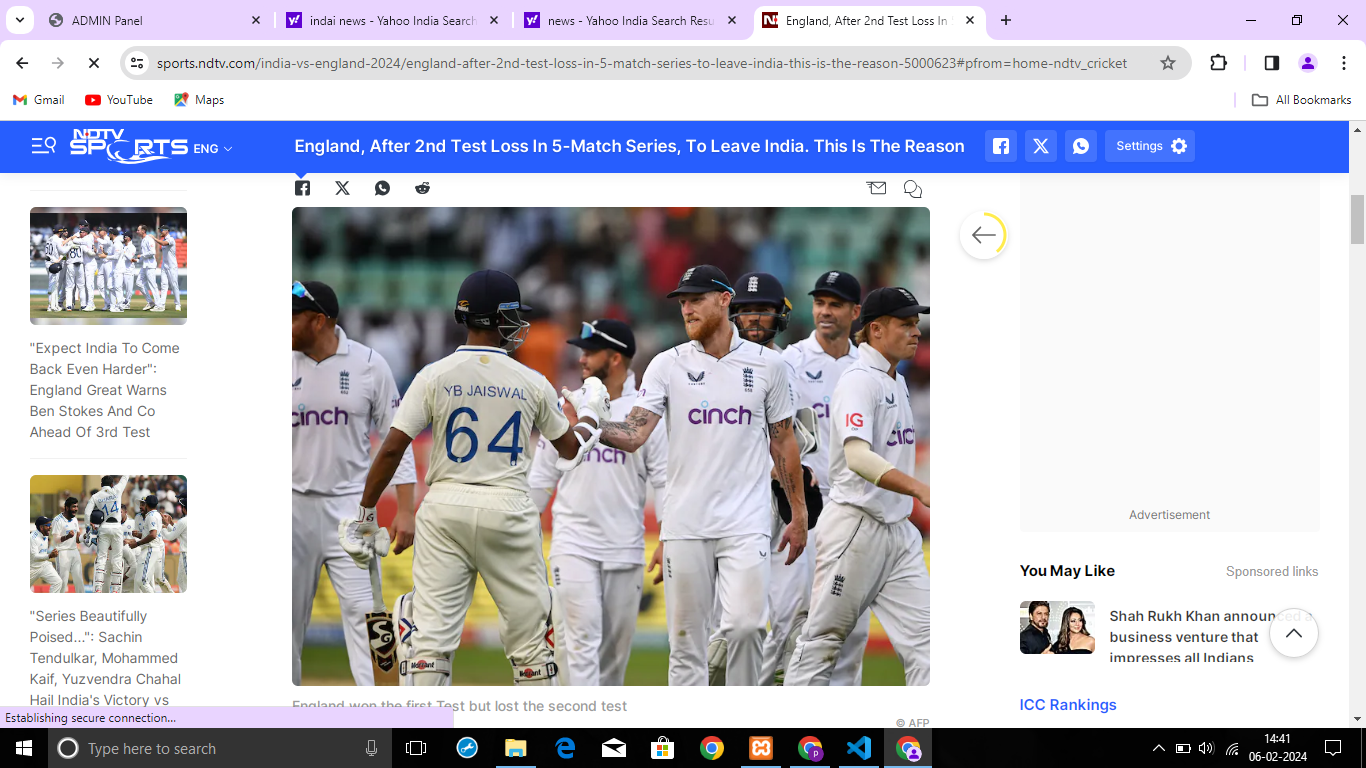 ADMIN Panel
indai news - Yahoo India Search
news - Yahoo India Search Resu
England, After 2nd Test Loss In 5
sports.ndtv.com/india-vs-england-2024/england-after-2nd-test-loss-in-5-match-series-to-leave-india-this-is-the-reason-5000623#pfrom=home-ndtv_cricket
Gmail
YouTube
Maps
All Bookmarks
NDTV
SPORTS
ENG
England, After 2nd Test Loss In 5-Match Series, To Leave India. This Is The Reason
Settings
"Expect India To Come
Back Even Harder":
England Great Warns
Ben Stokes And Co
Ahead Of 3rd Test
"Series Beautifully
Poised...": Sachin
Tendulkar, Mohammed
Kaif, Yuzvendra Chahal
Hail India's Victory vs
YB JAISWAL
64
cinch
cinch
IG
SG
England won the first Test but lost the second test
© AFP
Advertisement
You May Like
Sponsored links
Shah Rukh Khan announced a
business venture that
impresses all Indians
ICC Rankings
Establishing secure connection...
Type here to search
14:41
06-02-2024